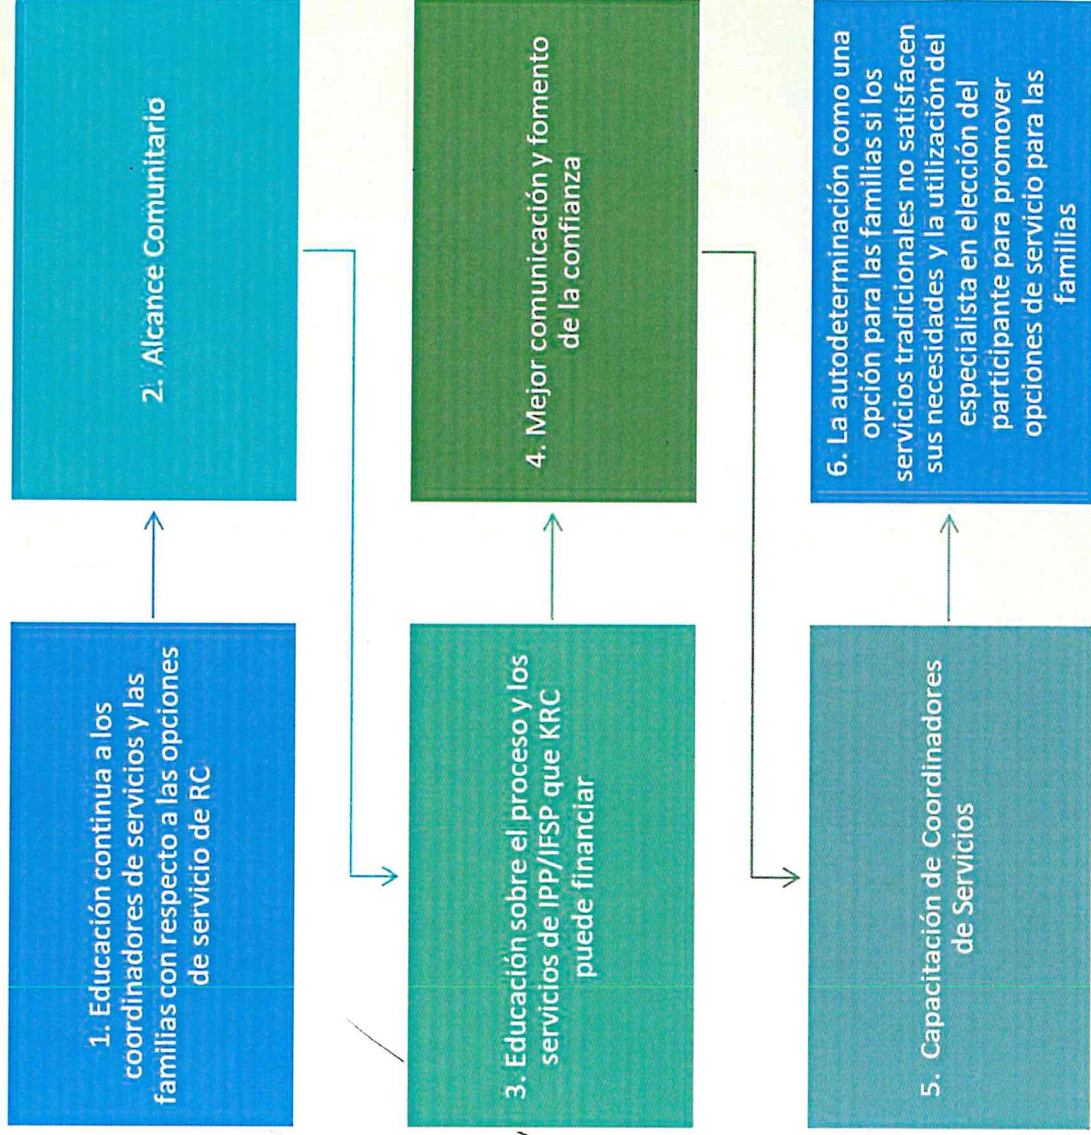 1. Educación continua a los
coordinadores de servicios y las
familias con respecto a las opciones
de servicio de RC
2. Alcance Comunitario
3. Educación sobre el proceso y los
servicios de IPP/IFSP que KRC
puede financiar
4. Mejor comunicación y fomento
de la confianza
5. Capacitación de Coordinadores
de Servicios
6. La autodeterminación como una
opción para las familias si los
servicios tradicionales no satisfacen
sus necesidades y la utilización del
especialista en elección del
participante para promover
opciones de servicio para las
familias